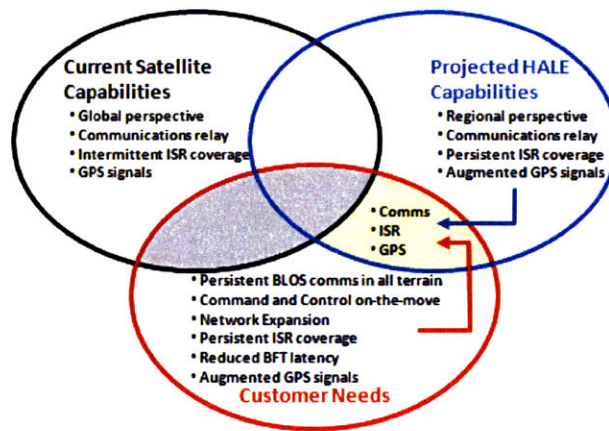 Current Satellite
Capabilities
• Global perspective
• Communications relay
• Intermittent ISR coverage
• GPS signals
Projected HALE
Capabilities
• Regional perspective
• Communications relay
• Persistent ISR coverage
• Augmented GPS signals
• Comms
• ISR
• GPS
• Persistent BLOS comms in all terrain
• Command and Control on-the-move
• Network Expansion
• Persistent ISR coverage
• Reduced BFT latency
• Augmented GPS signals
Customer Needs